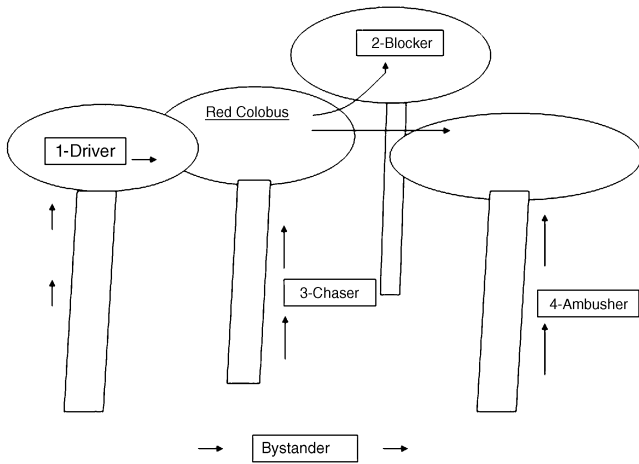 2-Blocker
Red Colobus
1-Driver
3-Chaser
4-Ambusher
Bystander